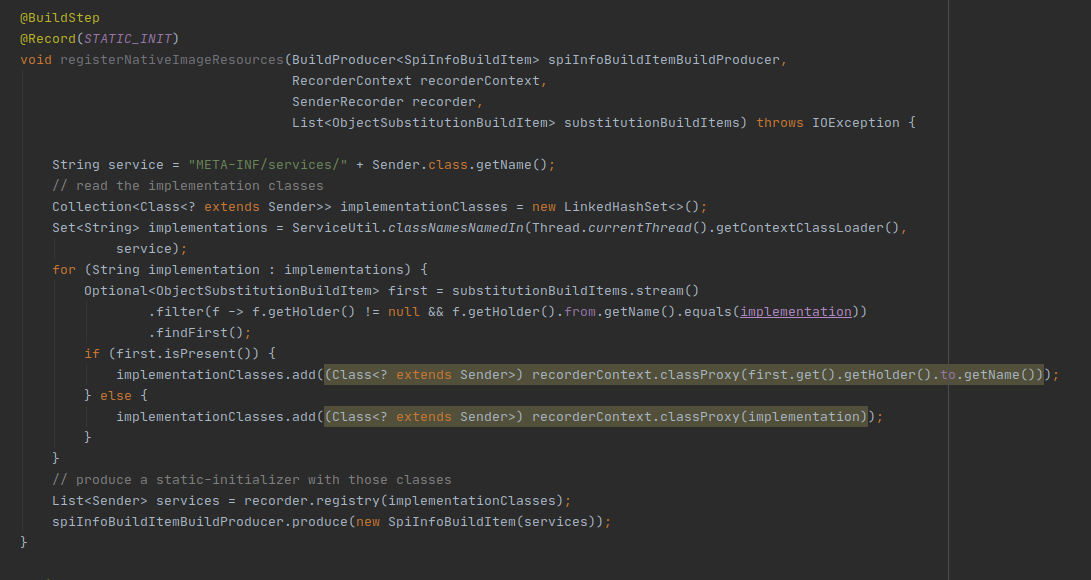 @BuildStep
@Record(STATIC_INIT)
void registerNativeImageResources(BuildProducer<SpiInfoBuildItem> spiInfoBuildItemBuildProducer,
                                  RecorderContext recorderContext,
                                  SenderRecorder recorder,
                                  List<ObjectSubstitutionBuildItem> substitutionBuildItems) throws IOException {

    String service = "META-INF/services/" + Sender.class.getName();
    // read the implementation classes
    Collection<Class<? extends Sender>> implementationClasses = new LinkedHashSet<>();
    Set<String> implementations = ServiceUtil.classNamesNamedIn(Thread.currentThread().getContextClassLoader(),
            service);
    for (String implementation : implementations) {
        Optional<ObjectSubstitutionBuildItem> first = substitutionBuildItems.stream()
                .filter(f -> f.getHolder() != null && f.getHolder().from.getName().equals(implementation))
                .findFirst();
        if (first.isPresent()) {
            implementationClasses.add((Class<? extends Sender>) recorderContext.classProxy(first.get().getHolder().to.getName()));
        } else {
            implementationClasses.add((Class<? extends Sender>) recorderContext.classProxy(implementation));
        }
    }
    // produce a static-initializer with those classes
    List<Sender> services = recorder.registry(implementationClasses);
    spiInfoBuildItemBuildProducer.produce(new SpiInfoBuildItem(services));
}